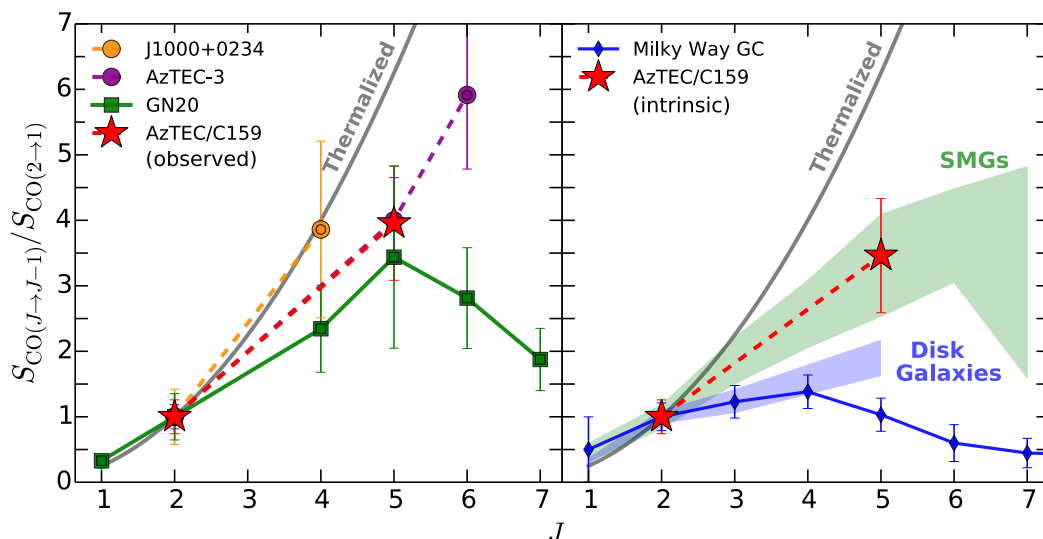 S_CO(J→J−1)/S_CO(2→1)
7
6
5
4
3
2
1
0
J1000+0234
AzTEC-3
GN20
AzTEC/C159
(observed)
Thermalized
1 2 3 4 5 6 7
Milky Way GC
AzTEC/C159
(intrinsic)
Thermalized
SMGs
Disk
Galaxies
1 2 3 4 5 6 7
J